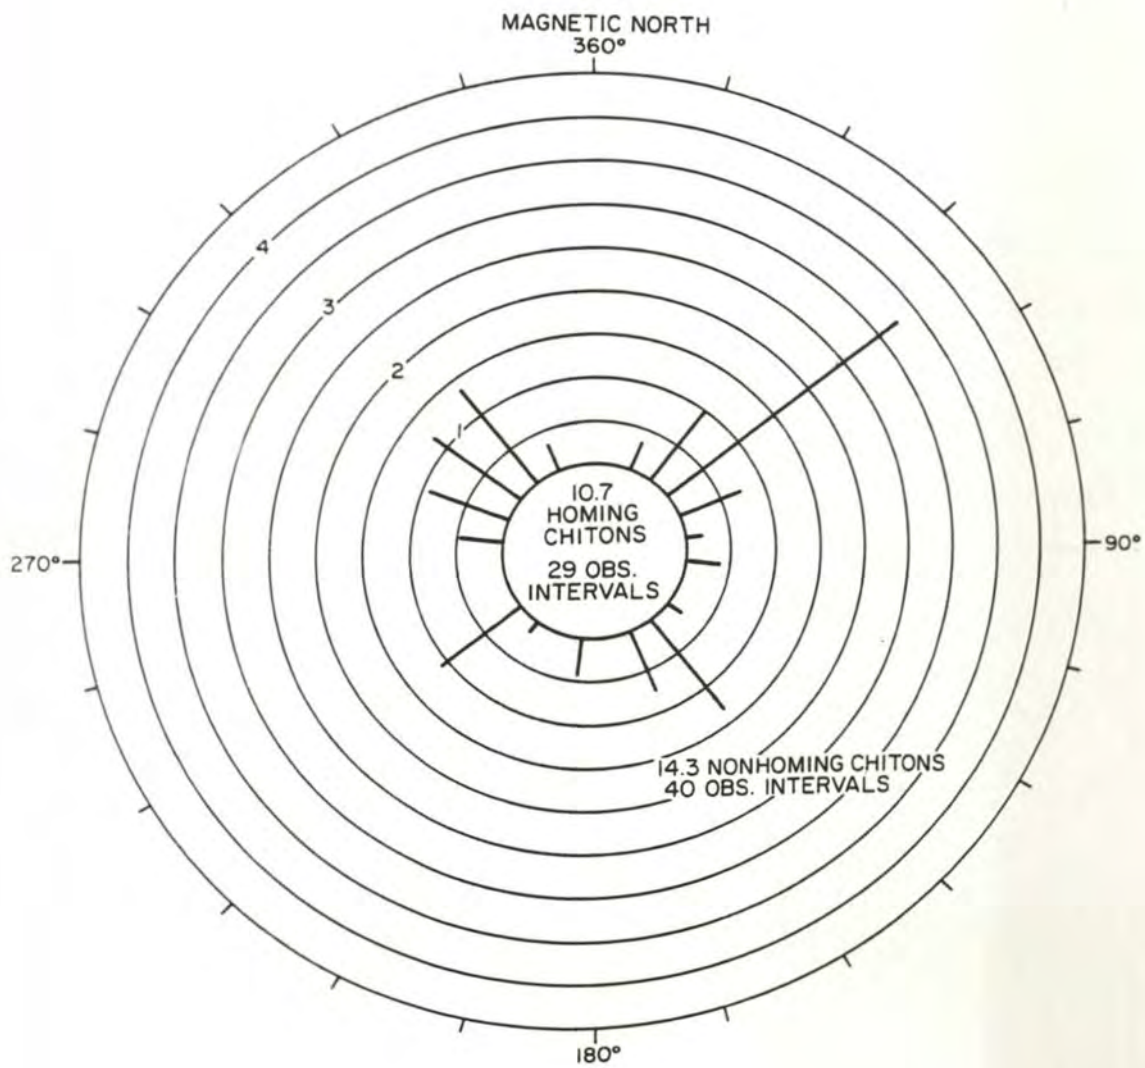 MAGNETIC NORTH
360°
4
3
2
1
10.7
HOMING
CHITONS
29 OBS.
INTERVALS
270°
90°
14.3 NONHOMING CHITONS
40 OBS. INTERVALS
180°